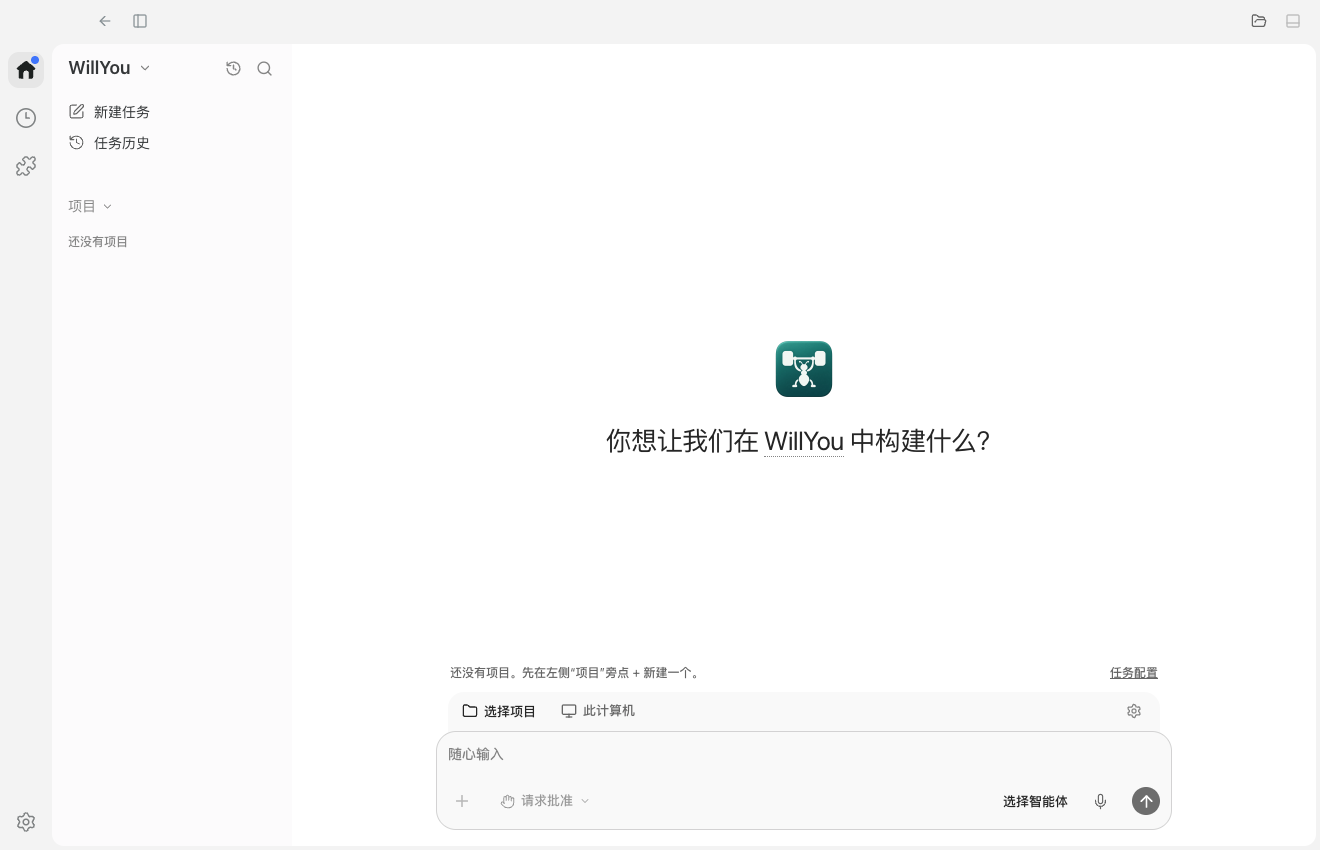 WillYou
新建任务
任务历史
项目
还没有项目
你想让我们在 WillYou 中构建什么?
还没有项目。先在左侧“项目”旁点 + 新建一个。
任务配置
选择项目
此计算机
随心输入
请求批准
选择智能体